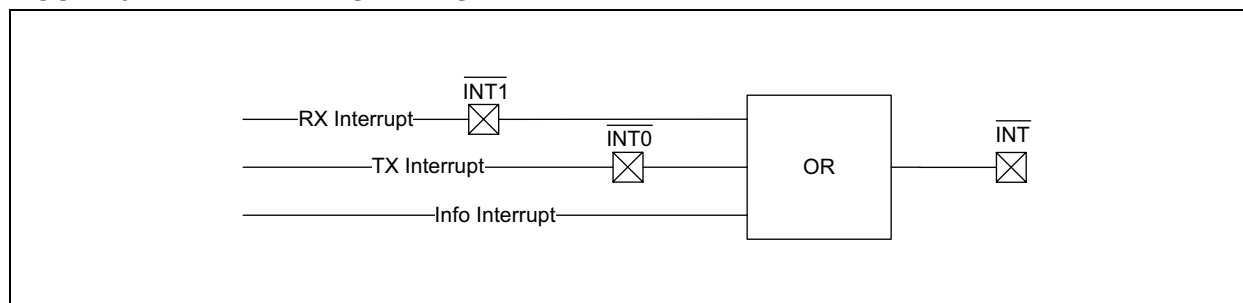 INT1
RX Interrupt
INT0
INT
TX Interrupt
OR
Info Interrupt